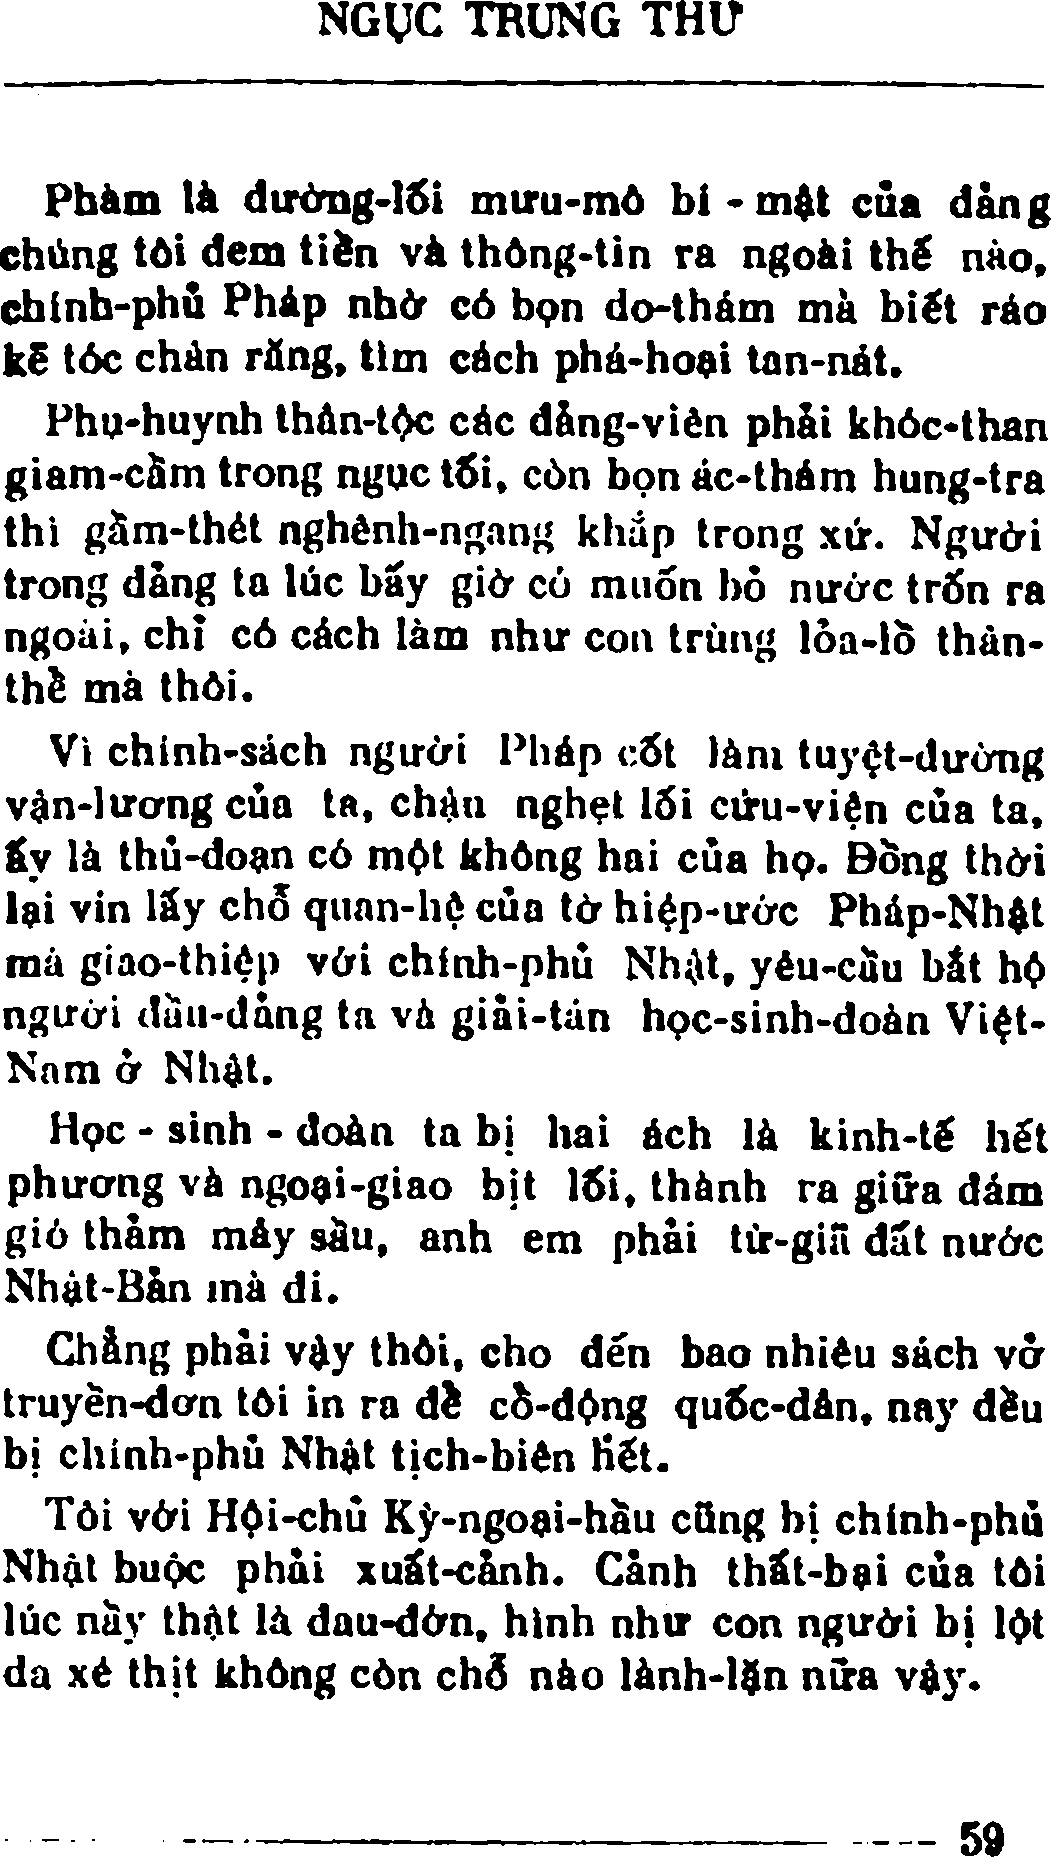 NGỤC TRUNG THƯ
Phàm là đường-lối mưu-mô bí - mật của đảng
chúng tôi đem tiền và thông-tin ra ngoài thế nào,
chính-phủ Pháp nhờ có bọn do-thám mà biết ráo
kẽ tóc chân răng, tìm cách phá-hoại tan-nát.
Phụ-huynh thân-tộc các đảng-viên phải khóc-than
giam-cầm trong ngục tối, còn bọn ác-thám hung-tra
thì gầm-thét nghênh-ngang khắp trong xứ. Người
trong đảng ta lúc bấy giờ có muốn bỏ nước trốn ra
ngoài, chỉ có cách làm như con trùng lỏa-lồ thân-
thể mà thôi.
Vì chính-sách người Pháp cốt làm tuyệt-đường
vận-lương của ta, chận nghẹt lối cứu-viện của ta,
ấy là thủ-đoạn có một không hai của họ. Đồng thời
lại vin lấy chỗ quan-hệ của tờ hiệp-ước Pháp-Nhật
mà giao-thiệp với chính-phủ Nhật, yêu-cầu bắt hộ
người đầu-đảng ta và giải-tán học-sinh-đoàn Việt-
Nam ở Nhật.
Học - sinh - đoàn ta bị hai ách là kinh-tế hết
phương và ngoại-giao bịt lối, thành ra giữa đám
gió thảm mây sầu, anh em phải từ-giã đất nước
Nhật-Bản mà đi.
Chẳng phải vậy thôi, cho đến bao nhiêu sách vở
truyền-đơn tôi in ra để cổ-động quốc-dân, nay đều
bị chính-phủ Nhật tịch-biên hết.
Tôi với Hội-chủ Kỳ-ngoại-hầu cũng bị chính-phủ
Nhật buộc phải xuất-cảnh. Cảnh thất-bại của tôi
lúc nầy thật là đau-đớn, hình như con người bị lột
da xẻ thịt không còn chỗ nào lành-lặn nữa vậy.
59